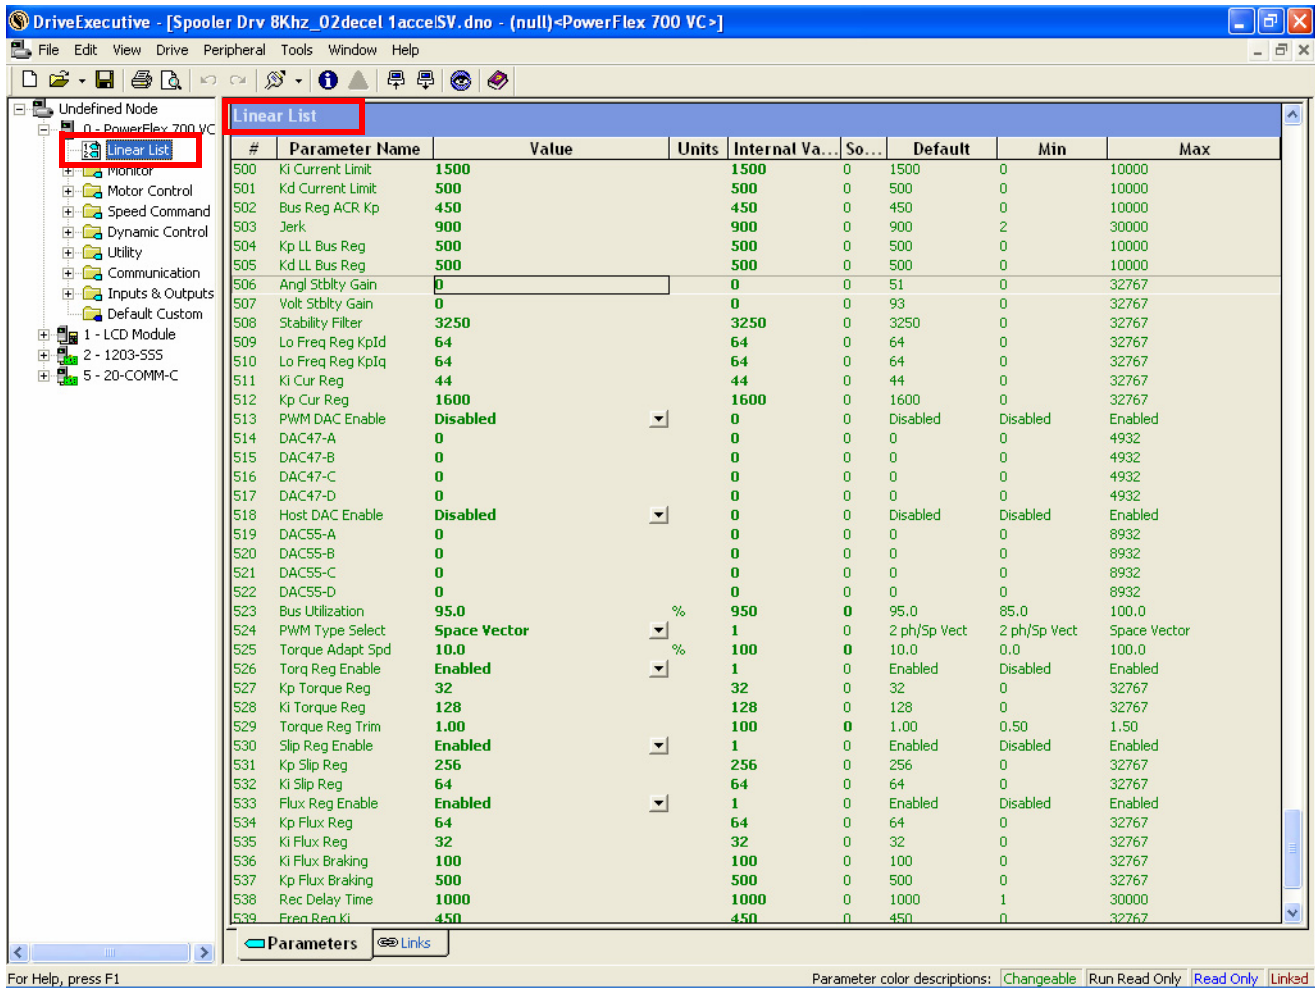 DriveExecutive - [Spooler Drv 8Khz_02decel 1accelSV.dno - (null)<PowerFlex 700 VC>]
File Edit View Drive Peripheral Tools Window Help
Undefined Node
0 - PowerFlex 700 VC
Linear List
Monitor
Motor Control
Speed Command
Dynamic Control
Utility
Communication
Inputs & Outputs
Default Custom
1 - LCD Module
2 - 1203-SSS
5 - 20-COMM-C
Linear List
# Parameter Name Value Units Internal Va... So... Default Min Max
500 Ki Current Limit 1500 1500 0 1500 0 10000
501 Kd Current Limit 500 500 0 500 0 10000
502 Bus Reg ACR Kp 450 450 0 450 0 10000
503 Jerk 900 900 0 900 2 30000
504 Kp LL Bus Reg 500 500 0 500 0 10000
505 Kd LL Bus Reg 500 500 0 500 0 10000
506 Angl Stblty Gain 0 0 0 51 0 32767
507 Volt Stblty Gain 0 0 0 93 0 32767
508 Stability Filter 3250 3250 0 3250 0 32767
509 Lo Freq Reg KpId 64 64 0 64 0 32767
510 Lo Freq Reg KpIq 64 64 0 64 0 32767
511 Ki Cur Reg 44 44 0 44 0 32767
512 Kp Cur Reg 1600 1600 0 1600 0 32767
513 PWM DAC Enable Disabled 0 0 Disabled Disabled Enabled
514 DAC47-A 0 0 0 0 0 4932
515 DAC47-B 0 0 0 0 0 4932
516 DAC47-C 0 0 0 0 0 4932
517 DAC47-D 0 0 0 0 0 4932
518 Host DAC Enable Disabled 0 0 Disabled Disabled Enabled
519 DAC55-A 0 0 0 0 0 8932
520 DAC55-B 0 0 0 0 0 8932
521 DAC55-C 0 0 0 0 0 8932
522 DAC55-D 0 0 0 0 0 8932
523 Bus Utilization 95.0 % 950 0 95.0 85.0 100.0
524 PWM Type Select Space Vector 1 0 2 ph/Sp Vect 2 ph/Sp Vect Space Vector
525 Torque Adapt Spd 10.0 % 100 0 10.0 0.0 100.0
526 Torq Reg Enable Enabled 1 0 Enabled Disabled Enabled
527 Kp Torque Reg 32 32 0 32 0 32767
528 Ki Torque Reg 128 128 0 128 0 32767
529 Torque Reg Trim 1.00 100 0 1.00 0.50 1.50
530 Slip Reg Enable Enabled 1 0 Enabled Disabled Enabled
531 Kp Slip Reg 256 256 0 256 0 32767
532 Ki Slip Reg 64 64 0 64 0 32767
533 Flux Reg Enable Enabled 1 0 Enabled Disabled Enabled
534 Kp Flux Reg 64 64 0 64 0 32767
535 Ki Flux Reg 32 32 0 32 0 32767
536 Ki Flux Braking 100 100 0 100 0 32767
537 Kp Flux Braking 500 500 0 500 0 32767
538 Rec Delay Time 1000 1000 0 1000 1 30000
539 Freq Reg Ki 450 450 0 450 0 32767
Parameters Links
For Help, press F1 Parameter color descriptions: Changeable Run Read Only Read Only Linked